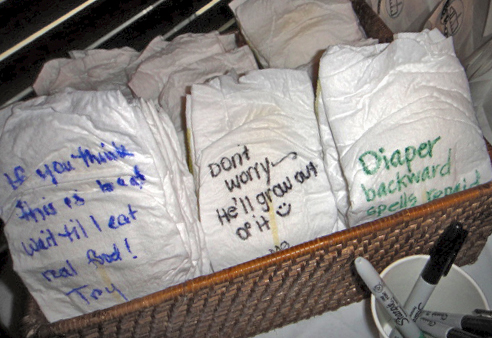 If you think
this is bad
wait til I eat
real food!
Troy
Don't
worry
He'll grow out
of it
Diaper
backward
spells repaid
Sharpie